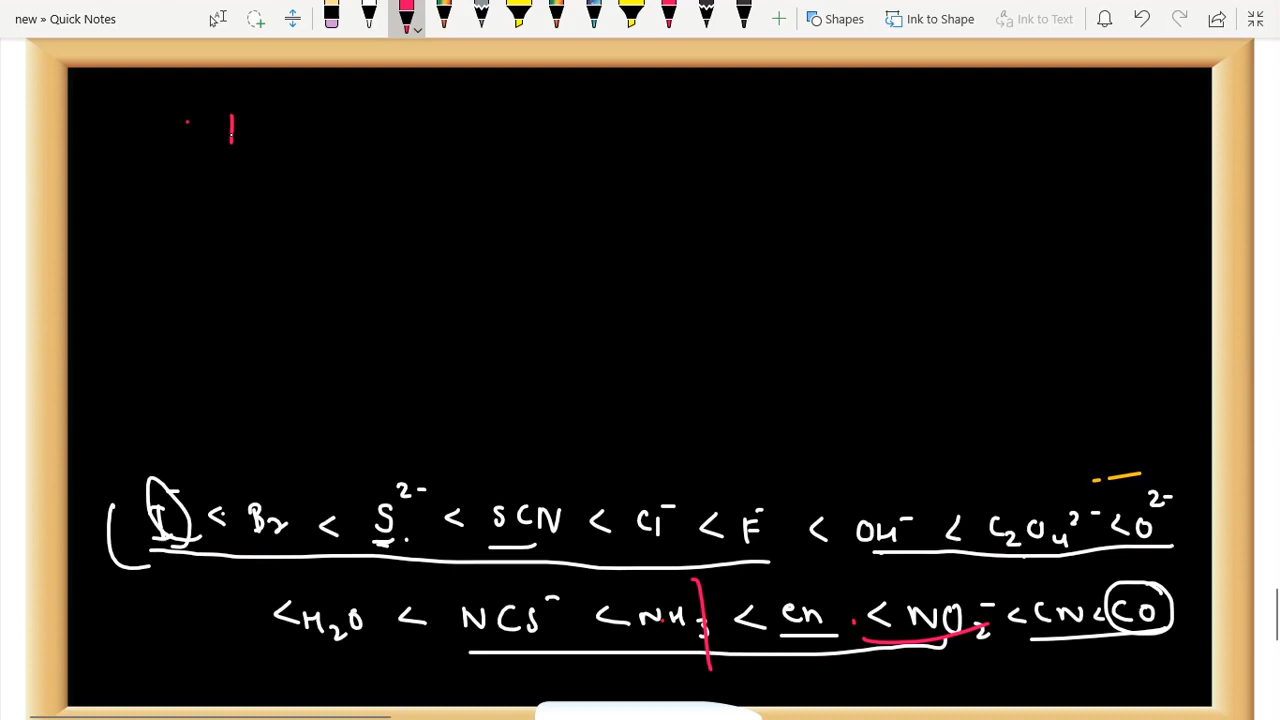 new » Quick Notes
Shapes
Ink to Shape
Ink to Text
I⁻ < Br < S²⁻ < SCN < Cl⁻ < F⁻ < OH⁻ < C₂O₄²⁻ < O²⁻
< H₂O < NCS⁻ < NH₃ < en < NO₂⁻ < CN < CO